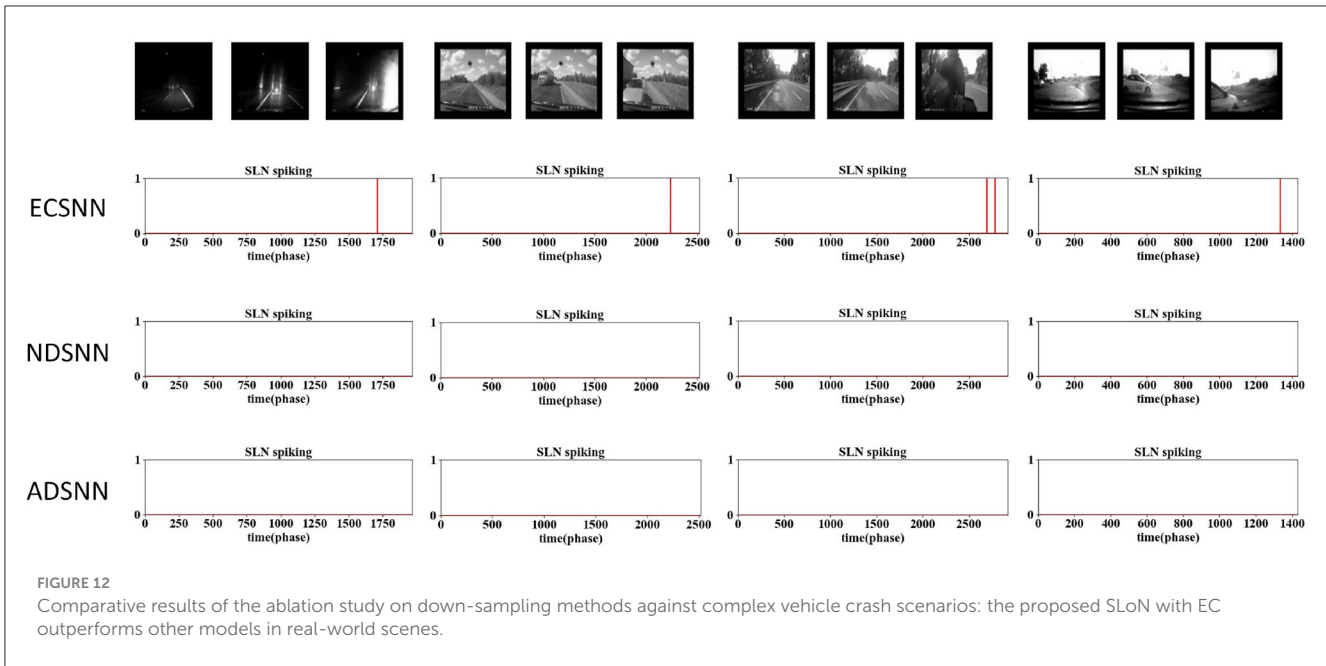 SLN spiking SLN spiking SLN spiking SLN spiking
ECSNN
1 1 1 1
0 0 0 0
0 250 500 750 1000 1250 1500 1750 0 500 1000 1500 2000 2500 0 500 1000 1500 2000 2500 0 200 400 600 800 1000 1200 1400
time(phase) time(phase) time(phase) time(phase)
SLN spiking SLN spiking SLN spiking SLN spiking
NDSNN
1 1 1 1
0 0 0 0
0 250 500 750 1000 1250 1500 1750 0 500 1000 1500 2000 2500 0 500 1000 1500 2000 2500 0 200 400 600 800 1000 1200 1400
time(phase) time(phase) time(phase) time(phase)
SLN spiking SLN spiking SLN spiking SLN spiking
ADSNN
1 1 1 1
0 0 0 0
0 250 500 750 1000 1250 1500 1750 0 500 1000 1500 2000 2500 0 500 1000 1500 2000 2500 0 200 400 600 800 1000 1200 1400
time(phase) time(phase) time(phase) time(phase)
FIGURE 12
Comparative results of the ablation study on down-sampling methods against complex vehicle crash scenarios: the proposed SLoN with EC
outperforms other models in real-world scenes.